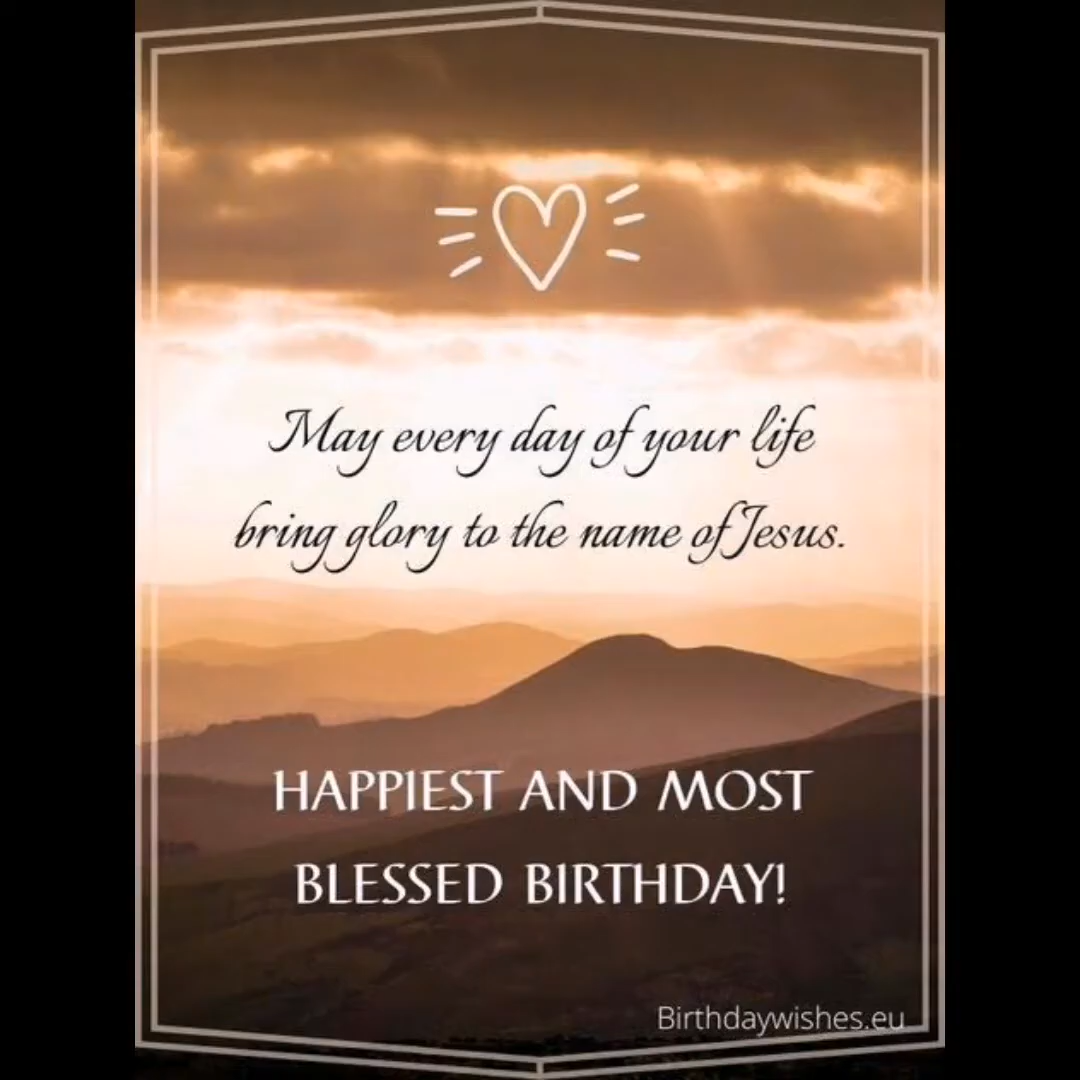 May every day of your life
bring glory to the name of Jesus.
HAPPIEST AND MOST
BLESSED BIRTHDAY!
Birthdaywishes.eu